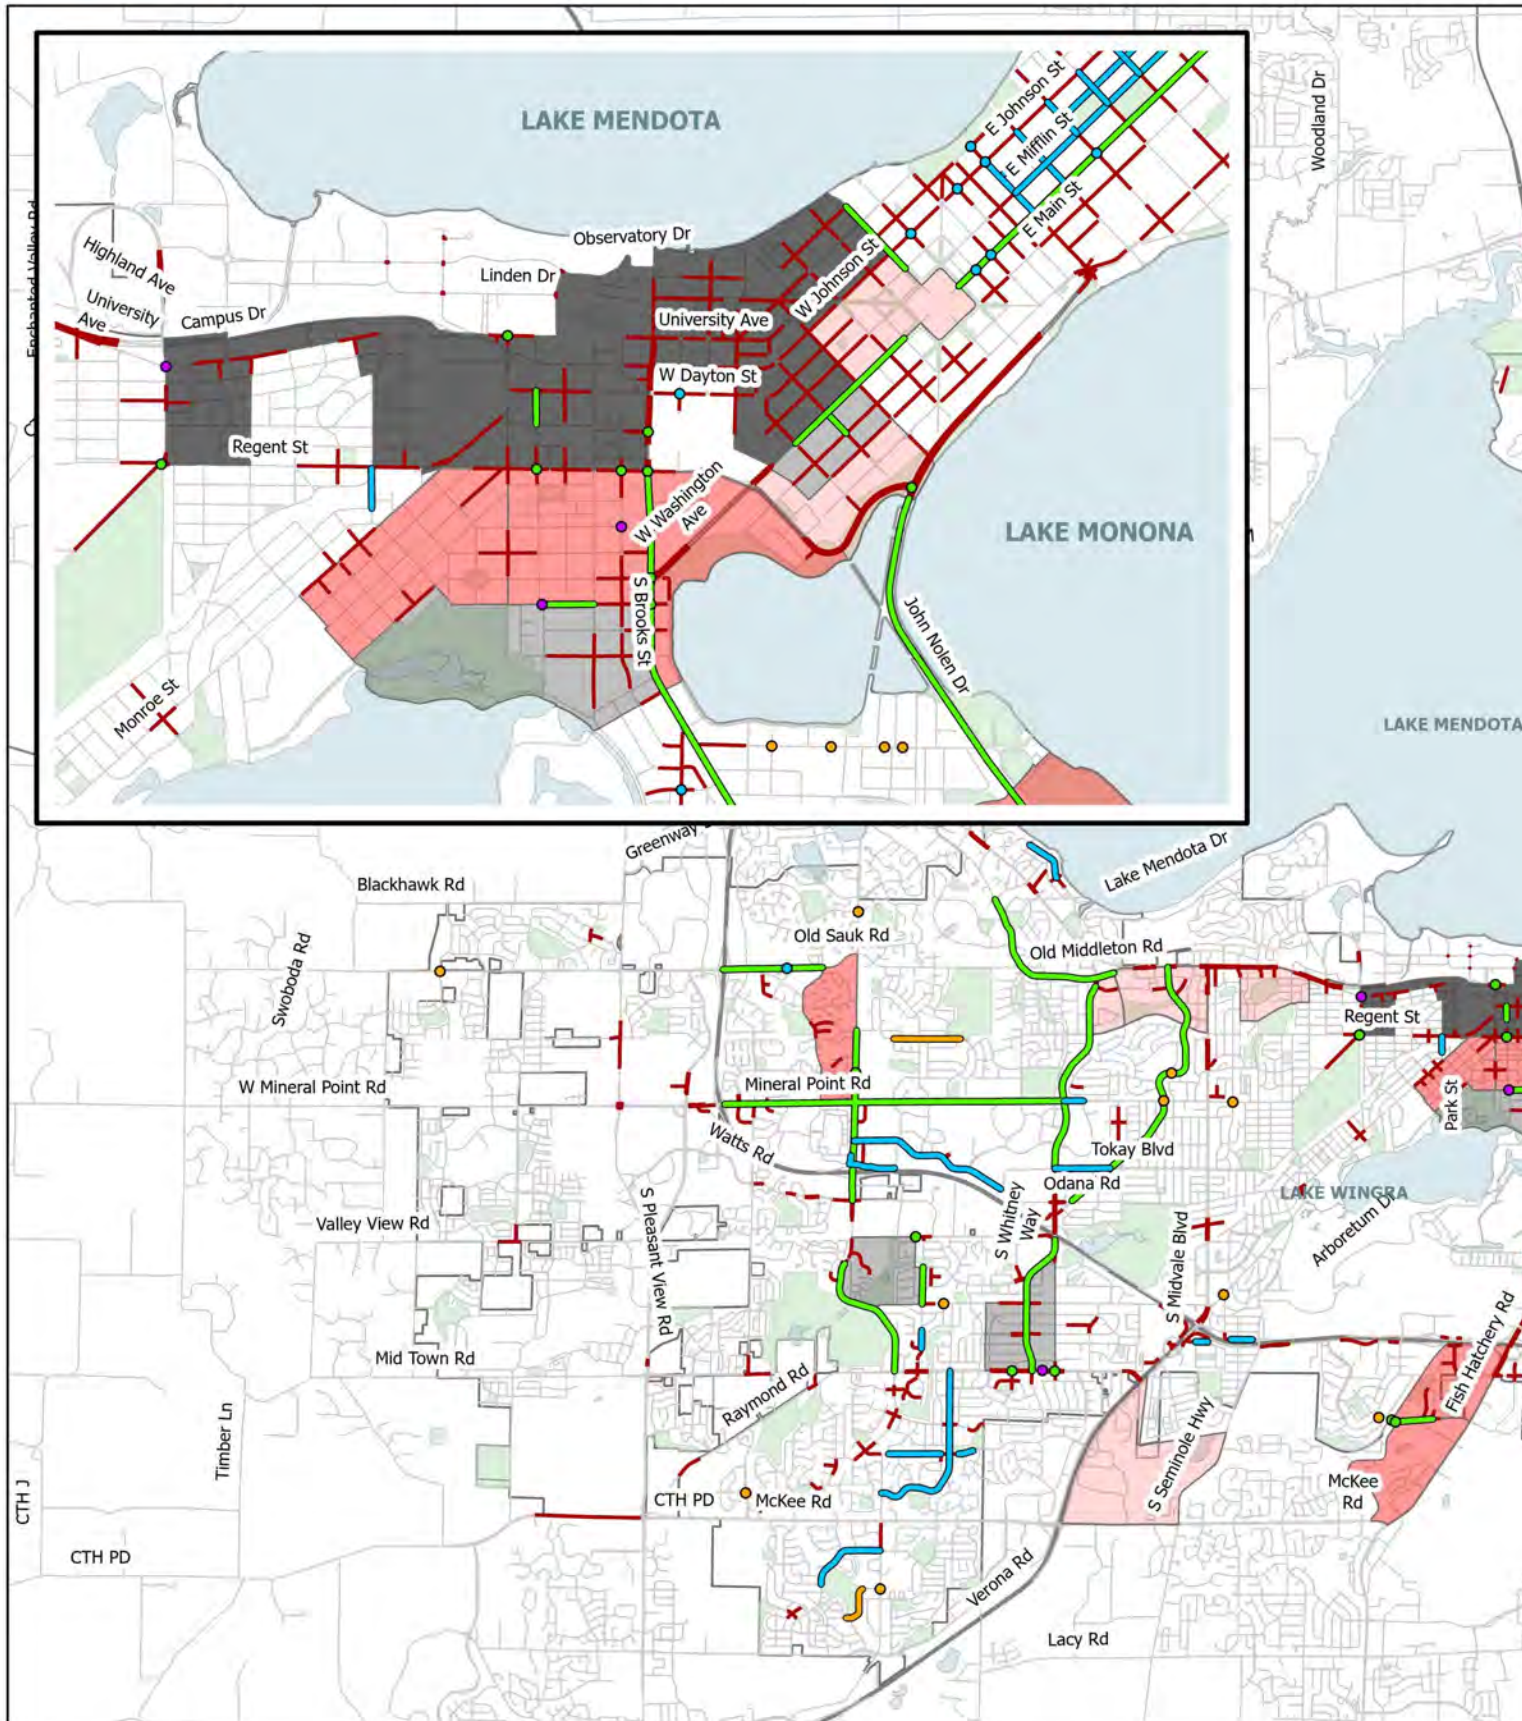 LAKE MENDOTA
E Johnson St
E Mifflin St
E Main St
Woodland Dr
Enchanted Valley Rd
Highland Ave
University
Ave
Campus Dr
Observatory Dr
Linden Dr
W Johnson St
University Ave
W Dayton St
Regent St
W Washington
Ave
LAKE MONONA
S Brooks St
John Nolen Dr
Monroe St
LAKE MENDOTA
Greenway
Lake Mendota Dr
Blackhawk Rd
Old Sauk Rd
Old Middleton Rd
Swoboda Rd
Regent St
W Mineral Point Rd
Mineral Point Rd
Park St
Watts Rd
Tokay Blvd
Odana Rd
LAKE WINGRA
S Pleasant View Rd
S Whitney
Way
Valley View Rd
S Midvale Blvd
Arboretum Dr
Fish Hatchery Rd
Mid Town Rd
Raymond Rd
Timber Ln
S Seminole Hwy
CTH J
CTH PD
McKee Rd
McKee
Rd
CTH PD
Verona Rd
Lacy Rd